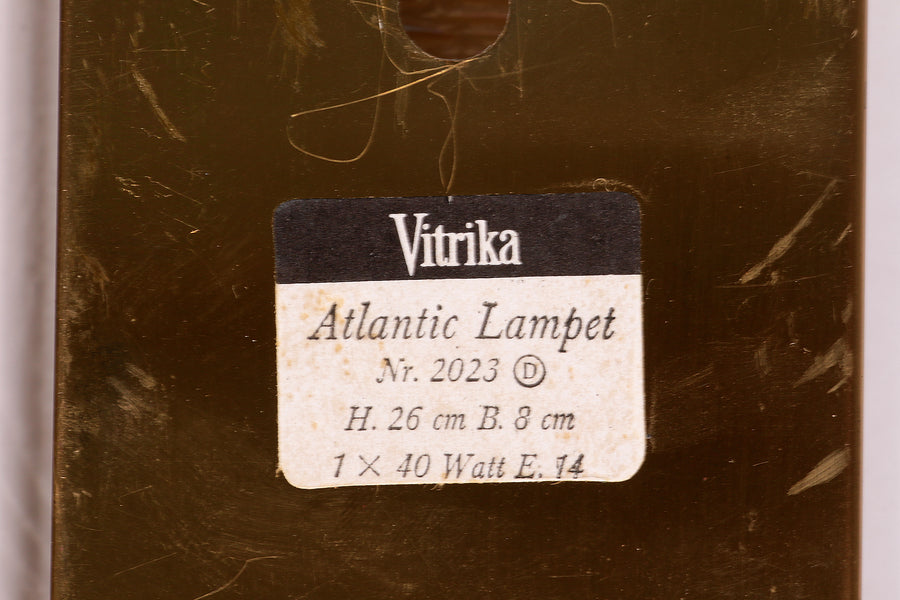 Vitrika
Atlantic Lampet
Nr. 2023 Ⓓ
H. 26 cm B. 8 cm
1 × 40 Watt E. 14